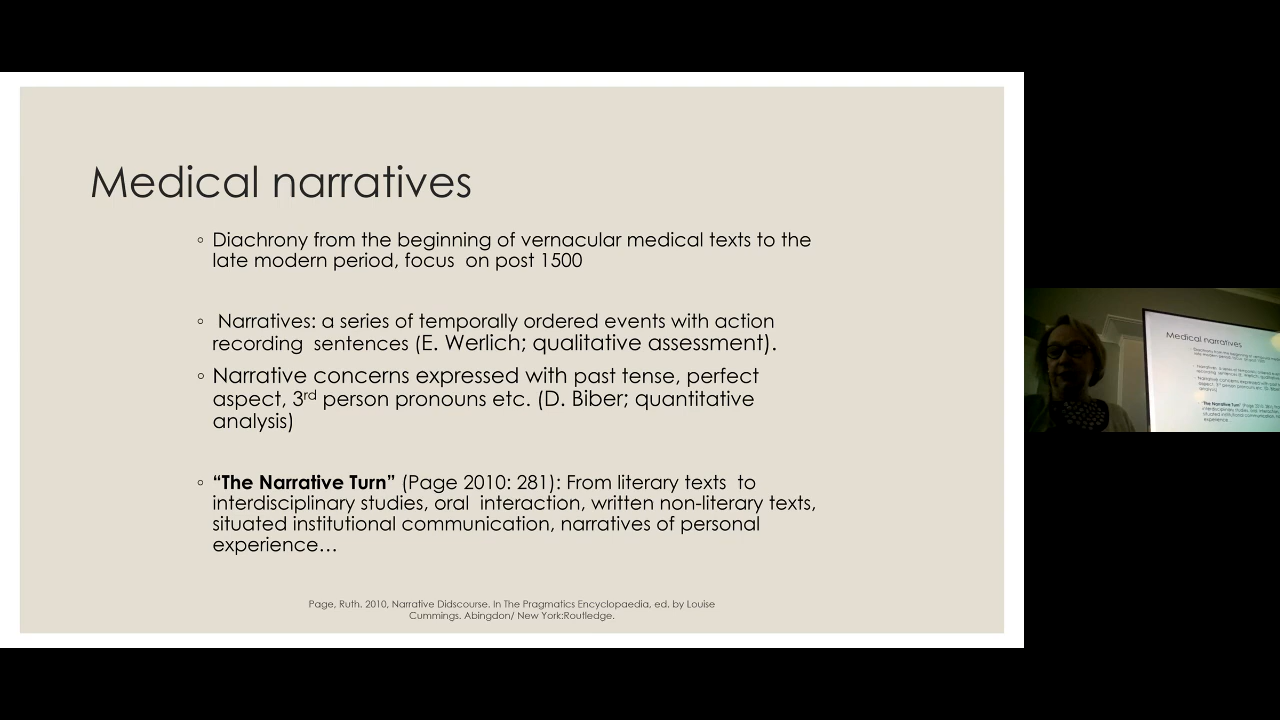 Medical narratives
◦ Diachrony from the beginning of vernacular medical texts to the
late modern period, focus  on post 1500
◦  Narratives: a series of temporally ordered events with action
recording  sentences (E. Werlich; qualitative assessment).
◦ Narrative concerns expressed with past tense, perfect
aspect, 3rd person pronouns etc. (D. Biber; quantitative
analysis)
◦ “The Narrative Turn” (Page 2010: 281): From literary texts  to
interdisciplinary studies, oral  interaction, written non-literary texts,
situated institutional communication, narratives of personal
experience…
Page, Ruth. 2010, Narrative Didscourse. In The Pragmatics Encyclopaedia. ed. by Louise
Cummings. Abingdon/ New York:Routledge.
Medical narratives